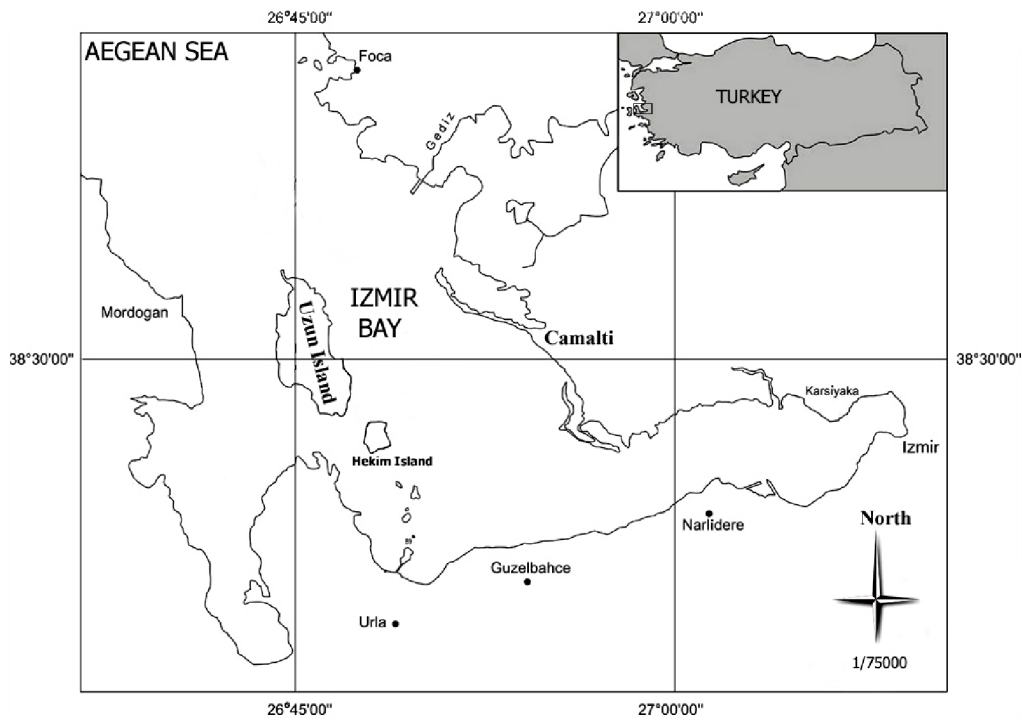 26°45'00"
27°00'00"
AEGEAN SEA
Foca
TURKEY
Gediz
Mordogan
Uzun Island
IZMIR
BAY
Camalti
38°30'00"
38°30'00"
Karsiyaka
Hekim Island
Izmir
Narlidere
North
Guzelbahce
Urla
1/75000
26°45'00"
27°00'00"